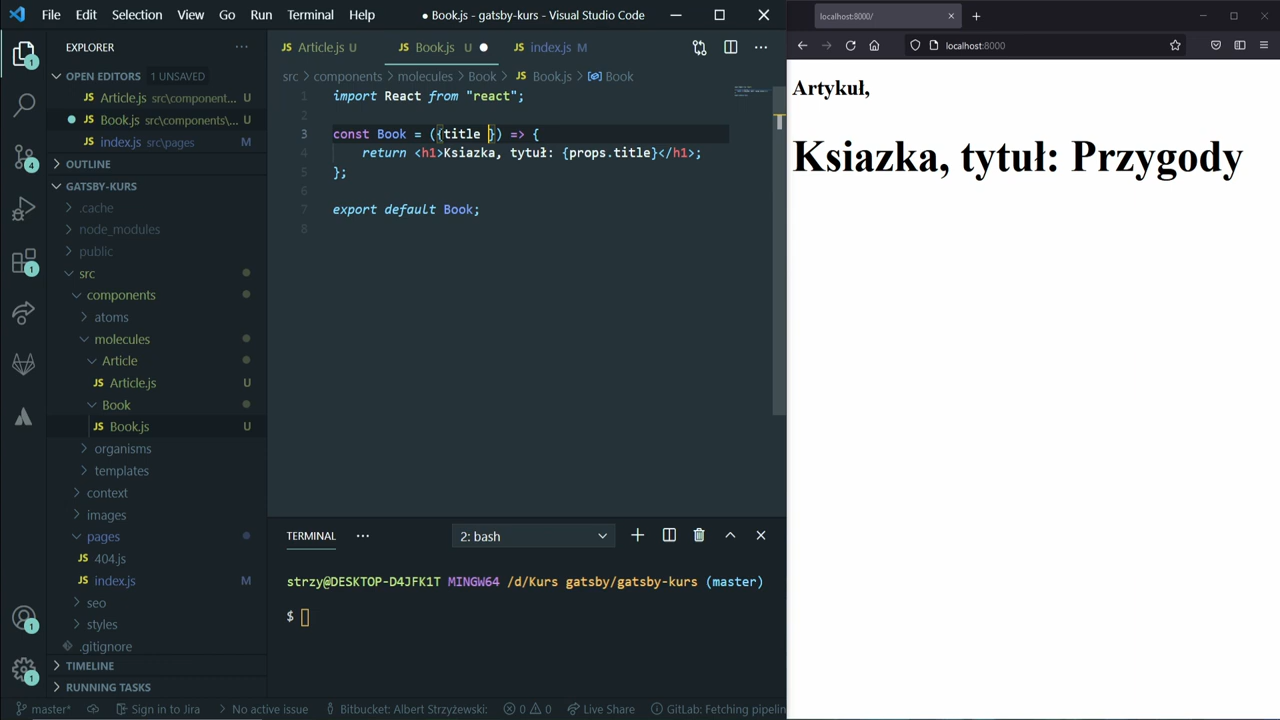 File Edit Selection View Go Run Terminal Help
● Book.js - gatsby-kurs - Visual Studio Code
localhost:8000/
EXPLORER
JS Article.js U
JS Book.js U
JS index.js M
localhost:8000
OPEN EDITORS 1 UNSAVED
JS Article.js src\component... U
JS Book.js src\components\... U
JS index.js src\pages M
OUTLINE
GATSBY-KURS
.cache
node_modules
public
src
components
atoms
molecules
Article
JS Article.js U
Book
JS Book.js U
organisms
templates
context
images
pages
JS 404.js
JS index.js M
seo
styles
.gitignore
TIMELINE
RUNNING TASKS
1
4
1
1
1
src > components > molecules > Book > JS Book.js > Book
1 import React from "react";
2
3 const Book = ({title }) => {
4 return <h1>Ksiazka, tytuł: {props.title}</h1>;
5 };
6
7 export default Book;
8
TERMINAL
2: bash
strzy@DESKTOP-D4JFK1T MINGW64 /d/Kurs gatsby/gatsby-kurs (master)
$
Artykuł,
Ksiazka, tytuł: Przygody
master* Sign in to Jira No active issue Bitbucket: Albert Strzyżewski: 0 0 Live Share GitLab: Fetching pipelin